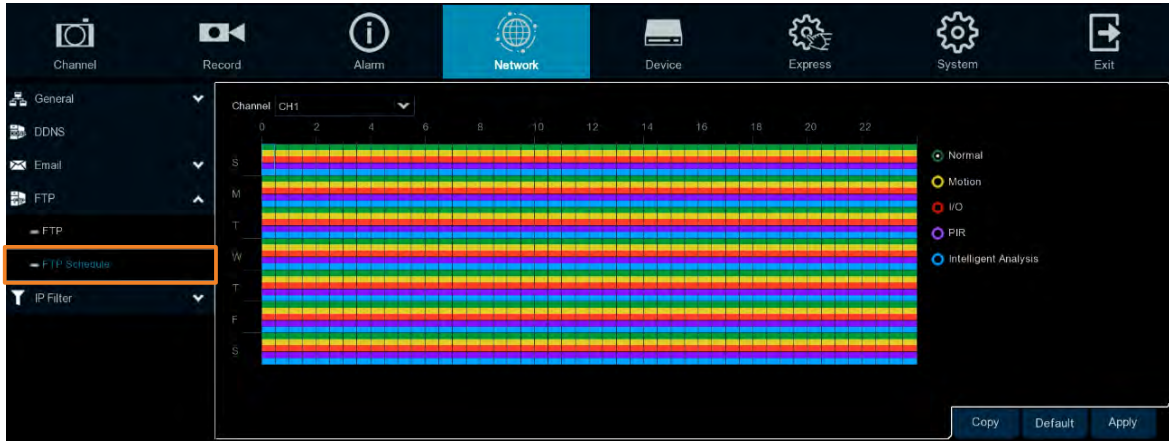 Channel Record Alarm Network Device Express System Exit
General
DDNS
Email
FTP
FTP
FTP Schedule
IP Filter
Channel CH1
0 2 4 6 8 10 12 14 16 18 20 22
S
M
T
W
T
F
S
Normal
Motion
I/O
PIR
Intelligent Analysis
Copy Default Apply